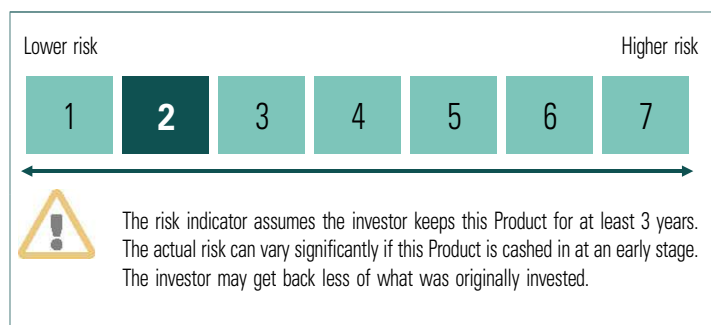 Lower risk Higher risk
1 2 3 4 5 6 7
The risk indicator assumes the investor keeps this Product for at least 3 years.
The actual risk can vary significantly if this Product is cashed in at an early stage.
The investor may get back less of what was originally invested.